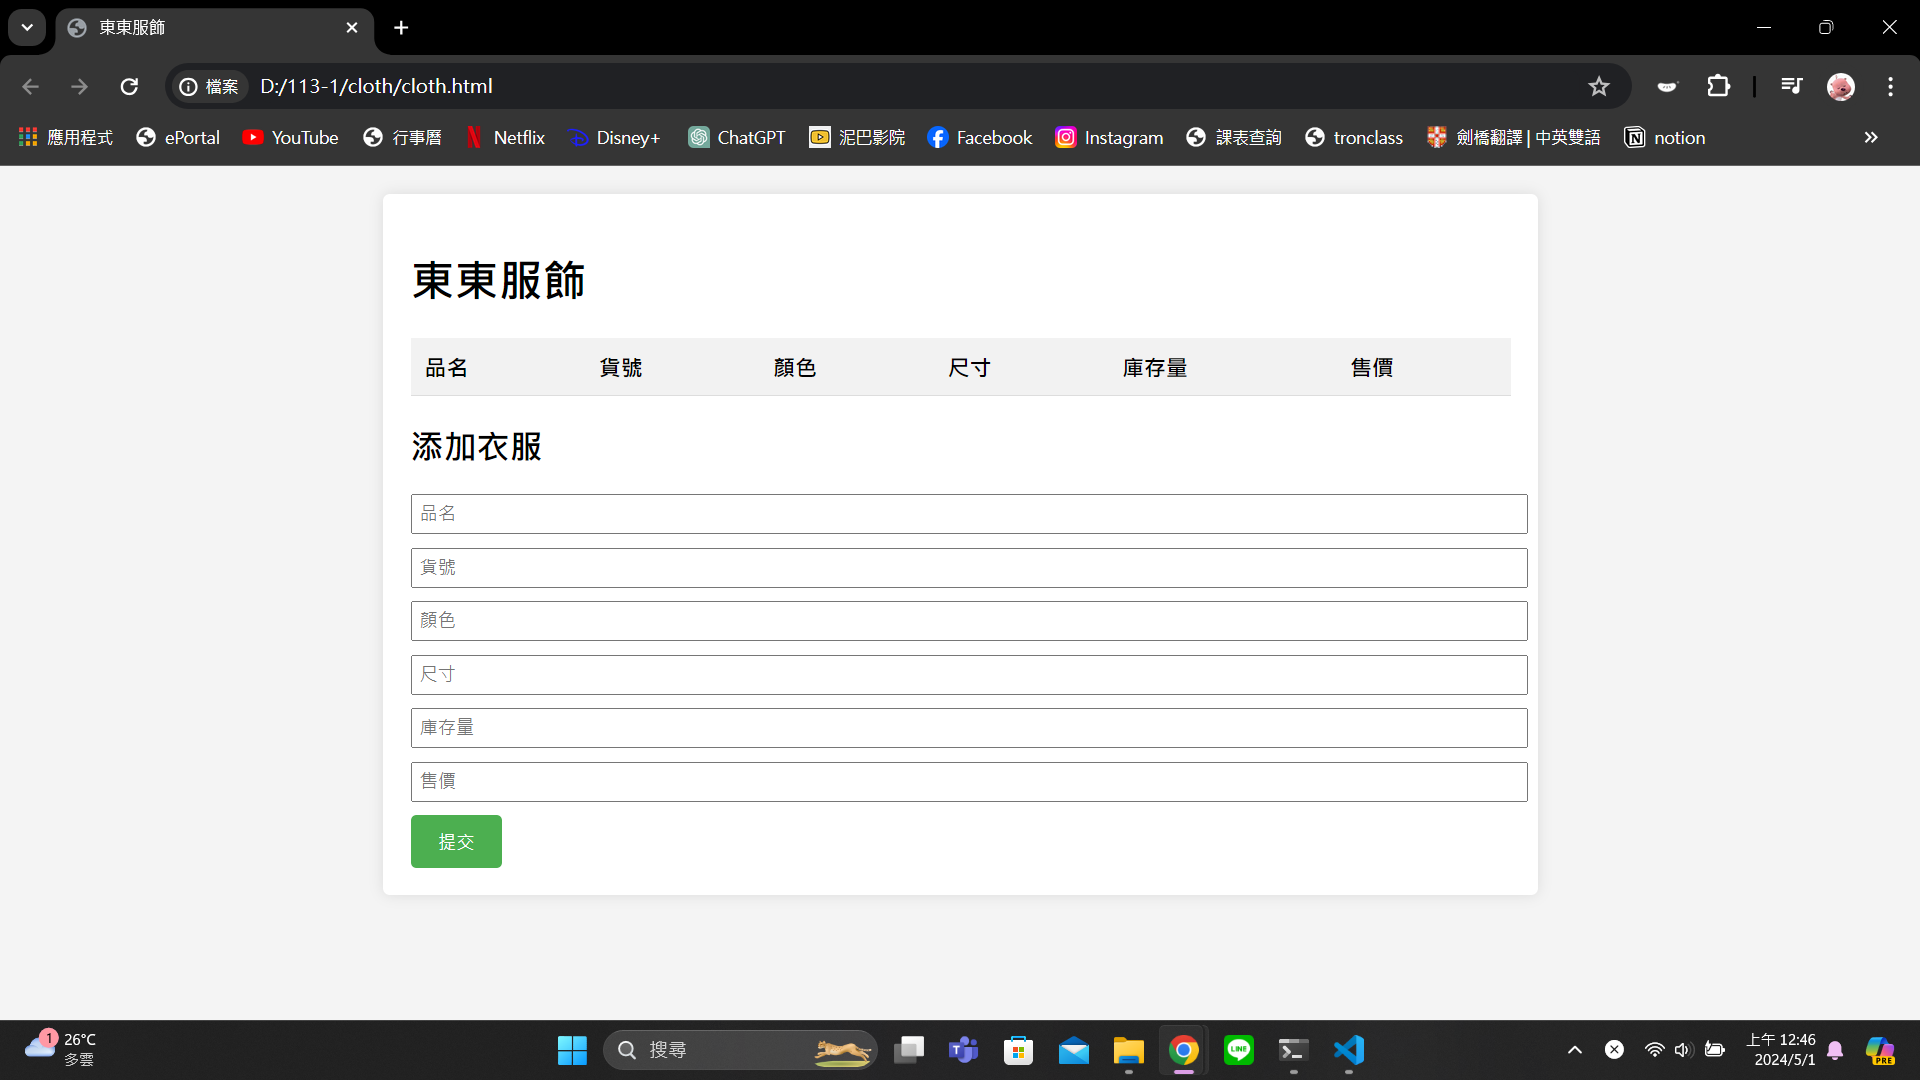 東東服飾
檔案 D:/113-1/cloth/cloth.html
應用程式 ePortal YouTube 行事曆 Netflix Disney+ ChatGPT 泥巴影院 Facebook Instagram 課表查詢 tronclass 劍橋翻譯 | 中英雙語 notion
東東服飾
品名 貨號 顏色 尺寸 庫存量 售價
添加衣服
品名
貨號
顏色
尺寸
庫存量
售價
提交
1 26°C
多雲
搜尋
LINE
上午 12:46
2024/5/1
PRE